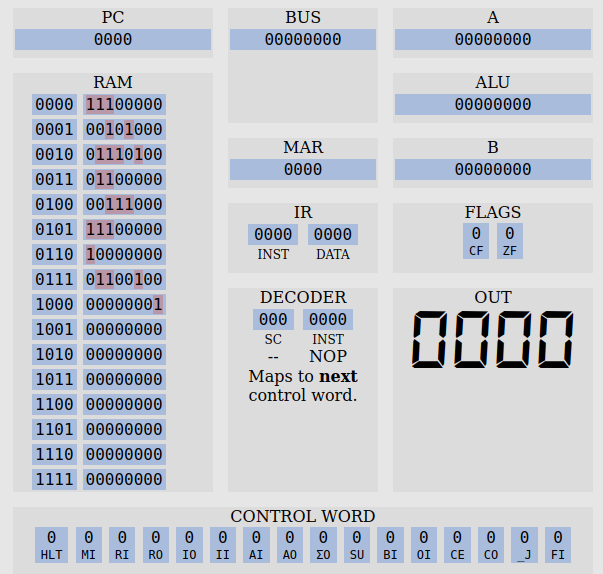 PC
0000
BUS
00000000
A
00000000
RAM
0000 11100000
0001 00101000
0010 01110100
0011 01100000
0100 00111000
0101 11100000
0110 10000000
0111 01100100
1000 00000001
1001 00000000
1010 00000000
1011 00000000
1100 00000000
1101 00000000
1110 00000000
1111 00000000
ALU
00000000
MAR
0000
B
00000000
IR
0000 0000
INST DATA
FLAGS
0 0
CF ZF
DECODER
000 0000
SC INST
-- NOP
Maps to next
control word.
OUT
0000
CONTROL WORD
0 0 0 0 0 0 0 0 0 0 0 0 0 0 0 0
HLT MI RI RO IO II AI AO ΣO SU BI OI CE CO _J FI